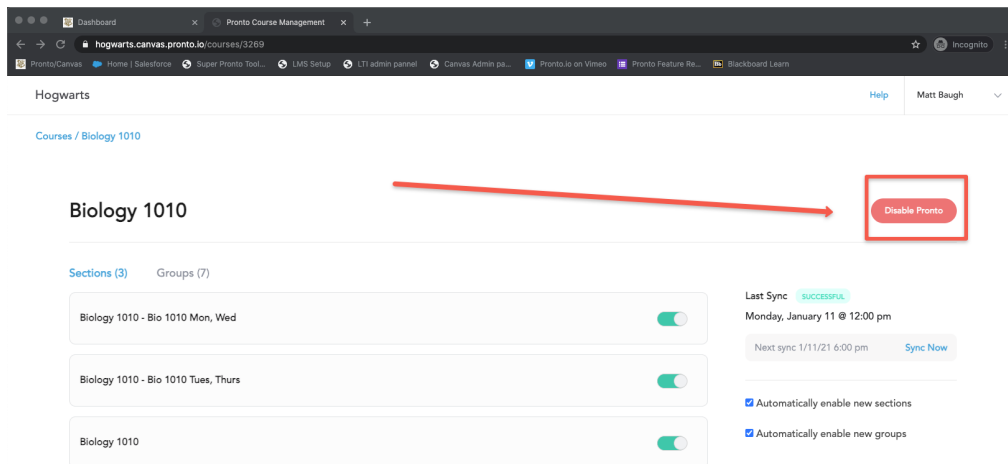 Dashboard × Pronto Course Management × +
hogwarts.canvas.pronto.io/courses/3269 Incognito
Pronto/Canvas Home | Salesforce Super Pronto Tool... LMS Setup LTI admin pannel Canvas Admin pa... Pronto.io on Vimeo Pronto Feature Re... Blackboard Learn
Hogwarts Help Matt Baugh
Courses / Biology 1010
Biology 1010 Disable Pronto
Sections (3) Groups (7)
Last Sync SUCCESSFUL
Biology 1010 - Bio 1010 Mon, Wed Monday, January 11 @ 12:00 pm
Next sync 1/11/21 6:00 pm Sync Now
Biology 1010 - Bio 1010 Tues, Thurs
Automatically enable new sections
Automatically enable new groups
Biology 1010